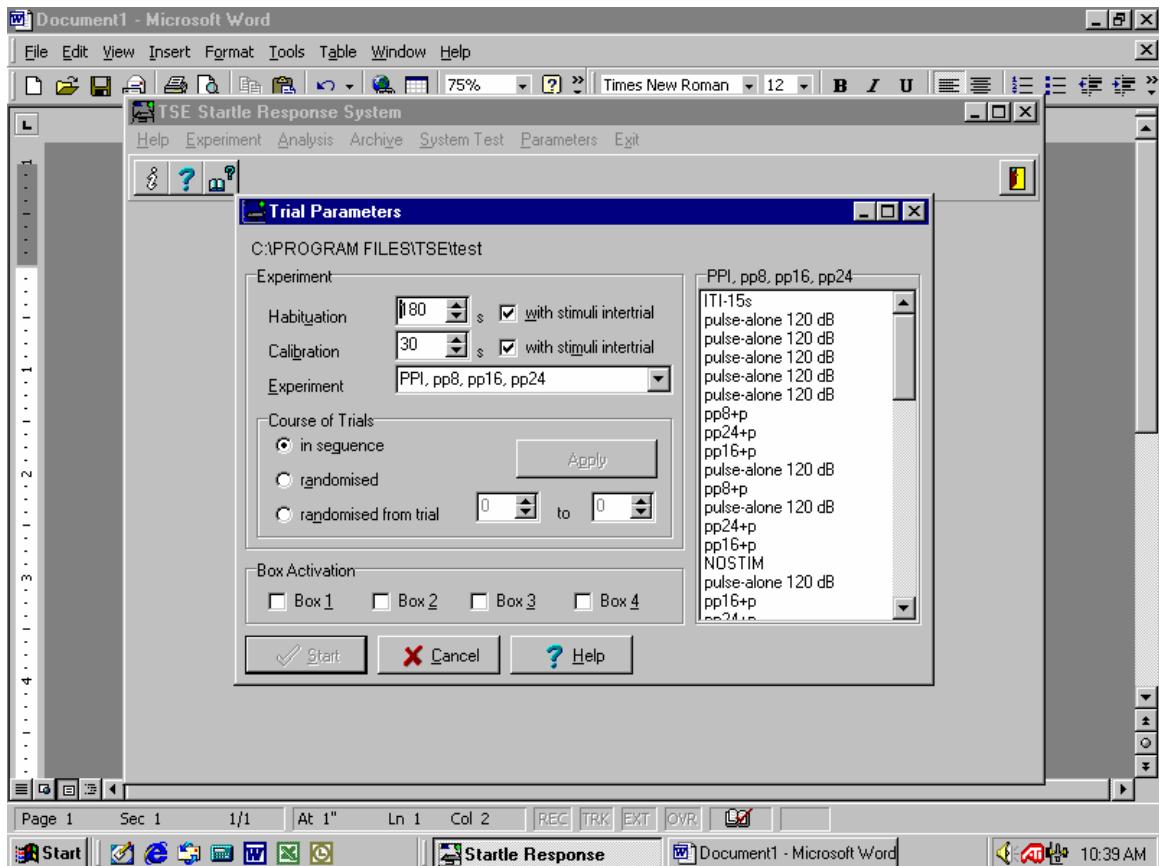 Document1 - Microsoft Word
File Edit View Insert Format Tools Table Window Help
75% Times New Roman 12 B I U
TSE Startle Response System
Help Experiment Analysis Archive System Test Parameters Exit
Trial Parameters
C:\PROGRAM FILES\TSE\test
Experiment
Habituation 180 s with stimuli intertrial
Calibration 30 s with stimuli intertrial
Experiment PPI, pp8, pp16, pp24
Course of Trials
in seguence
Apply
randomised
randomised from trial 0 to 0
Box Activation
Box 1 Box 2 Box 3 Box 4
Start Cancel Help
PPI, pp8, pp16, pp24
ITI-15s
pulse-alone 120 dB
pulse-alone 120 dB
pulse-alone 120 dB
pulse-alone 120 dB
pulse-alone 120 dB
pp8+p
pp24+p
pp16+p
pulse-alone 120 dB
pp8+p
pulse-alone 120 dB
pp24+p
pp16+p
NOSTIM
pulse-alone 120 dB
pp16+p
pp24+p
1
1
2
3
4
Page 1 Sec 1 1/1 At 1" Ln 1 Col 2 REC TRK EXT OVR
Start Startle Response Document1 - Microsoft Word 10:39 AM